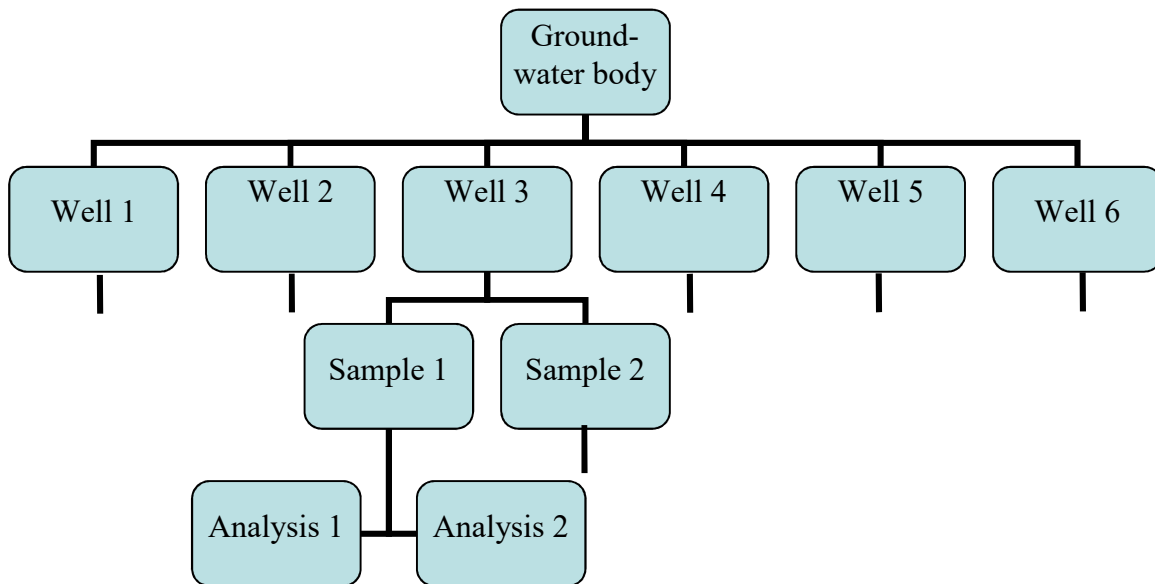 Ground-
water body
Well 1
Well 2
Well 3
Well 4
Well 5
Well 6
Sample 1
Sample 2
Analysis 1
Analysis 2